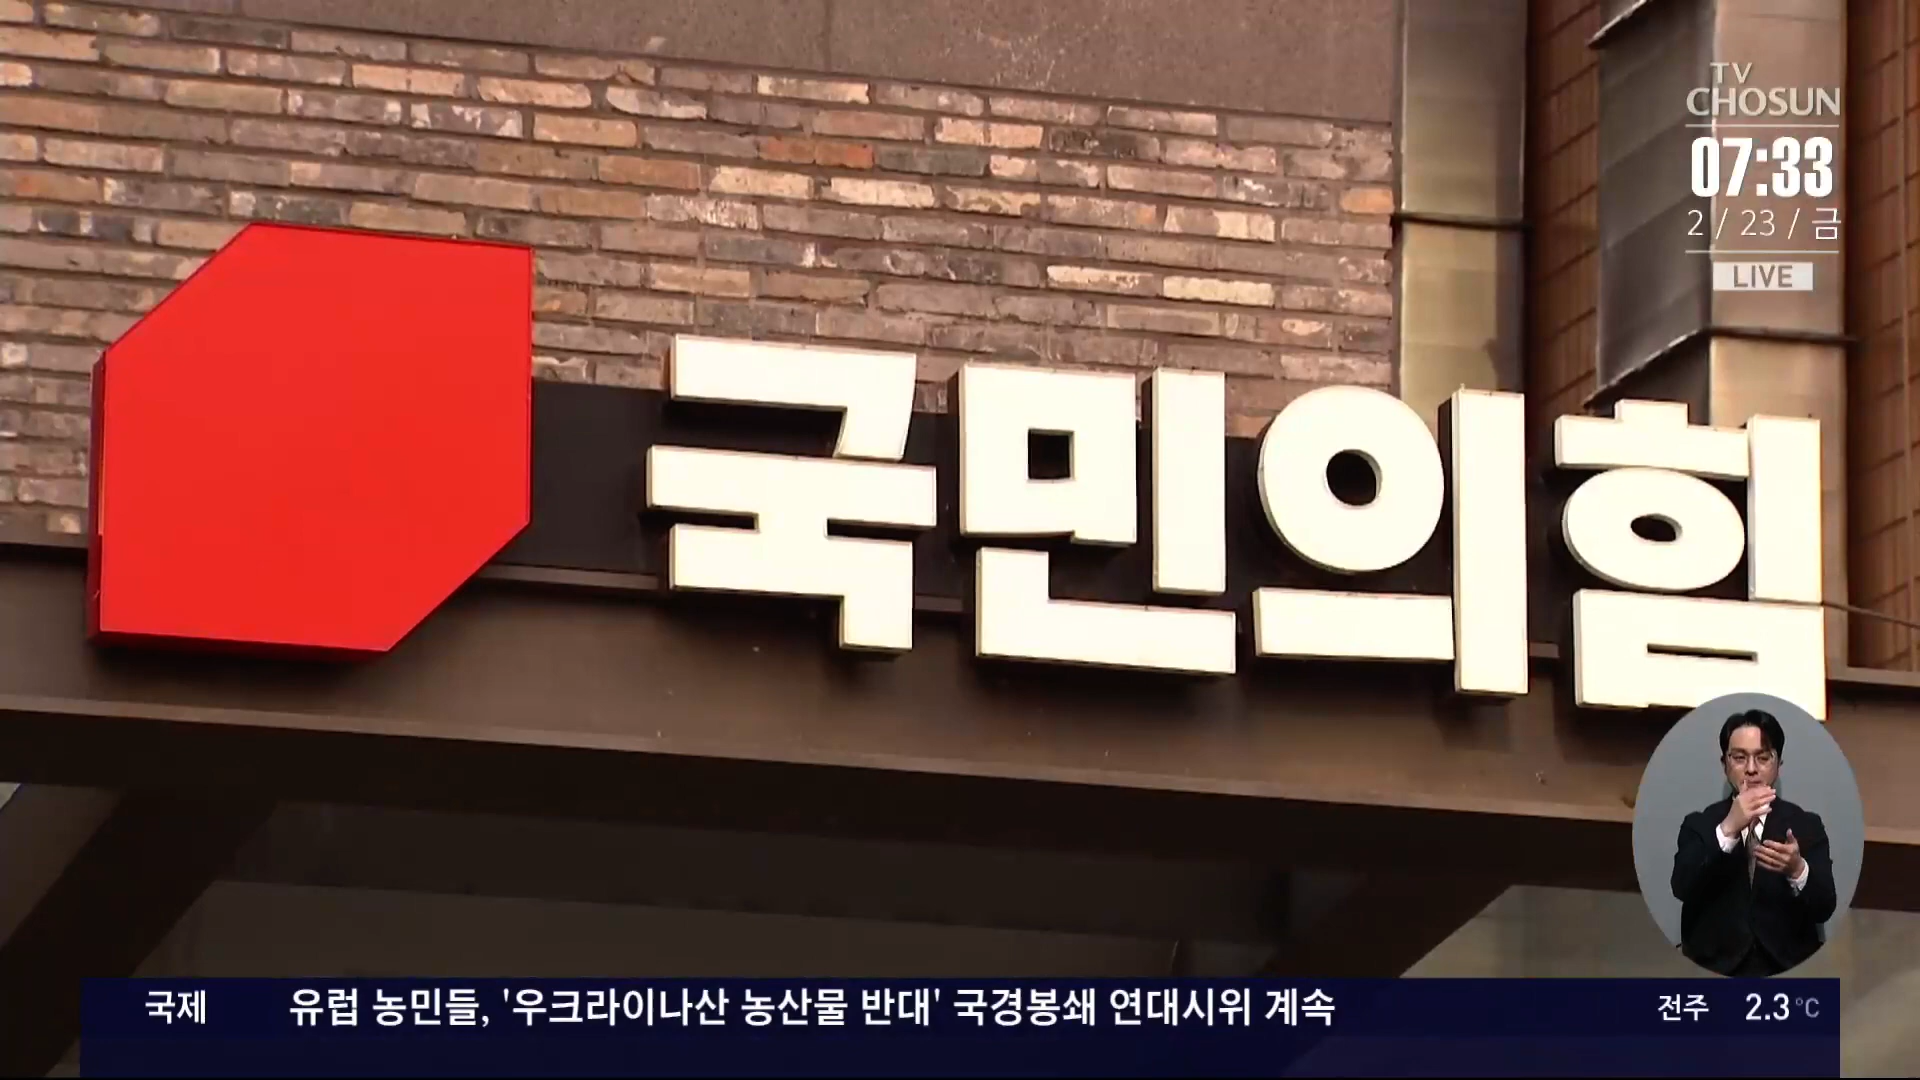 TV
CHOSUN
07:33
2 / 23 / 금
LIVE
국민의힘
국제 유럽 농민들, '우크라이나산 농산물 반대' 국경봉쇄 연대시위 계속 전주 2.3°C